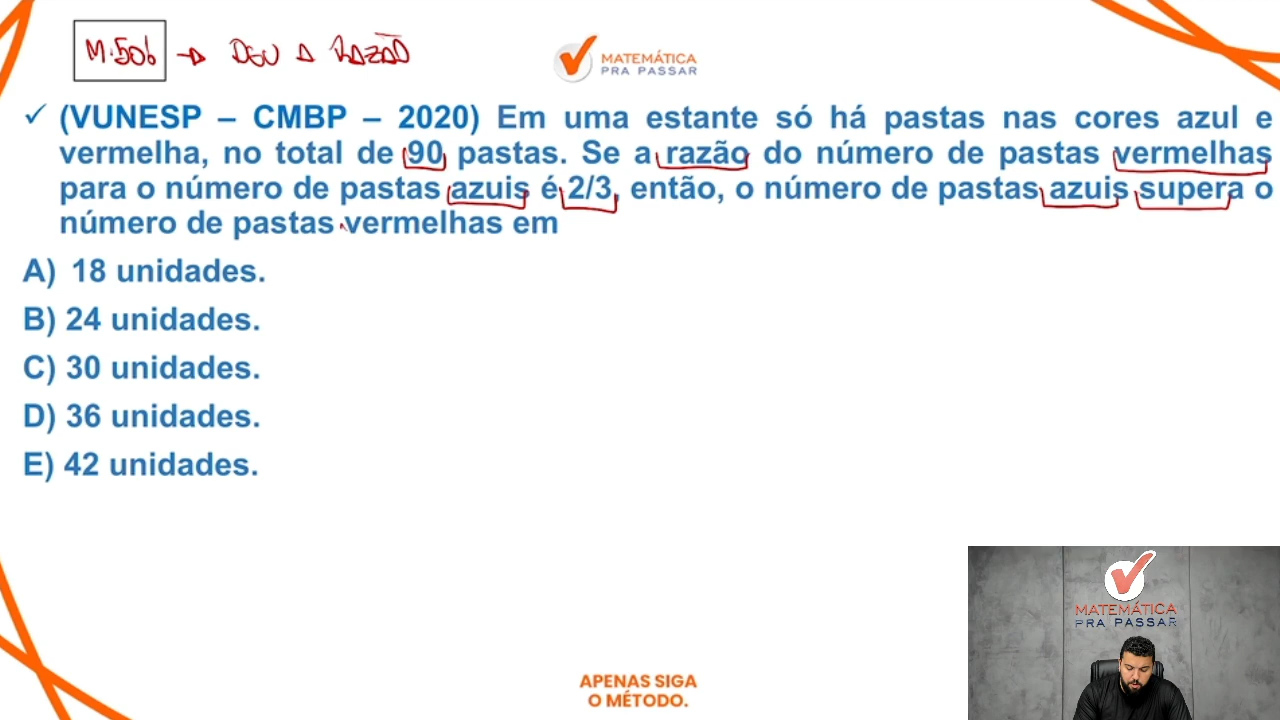 M.506 → DEU A RAZÃO
MATEMÁTICA
PRA PASSAR
✓ (VUNESP – CMBP – 2020) Em uma estante só há pastas nas cores azul e
vermelha, no total de 90 pastas. Se a razão do número de pastas vermelhas
para o número de pastas azuis é 2/3, então, o número de pastas azuis supera o
número de pastas vermelhas em
A) 18 unidades.
B) 24 unidades.
C) 30 unidades.
D) 36 unidades.
E) 42 unidades.
MATEMÁTICA
PRA PASSAR
APENAS SIGA
O MÉTODO.